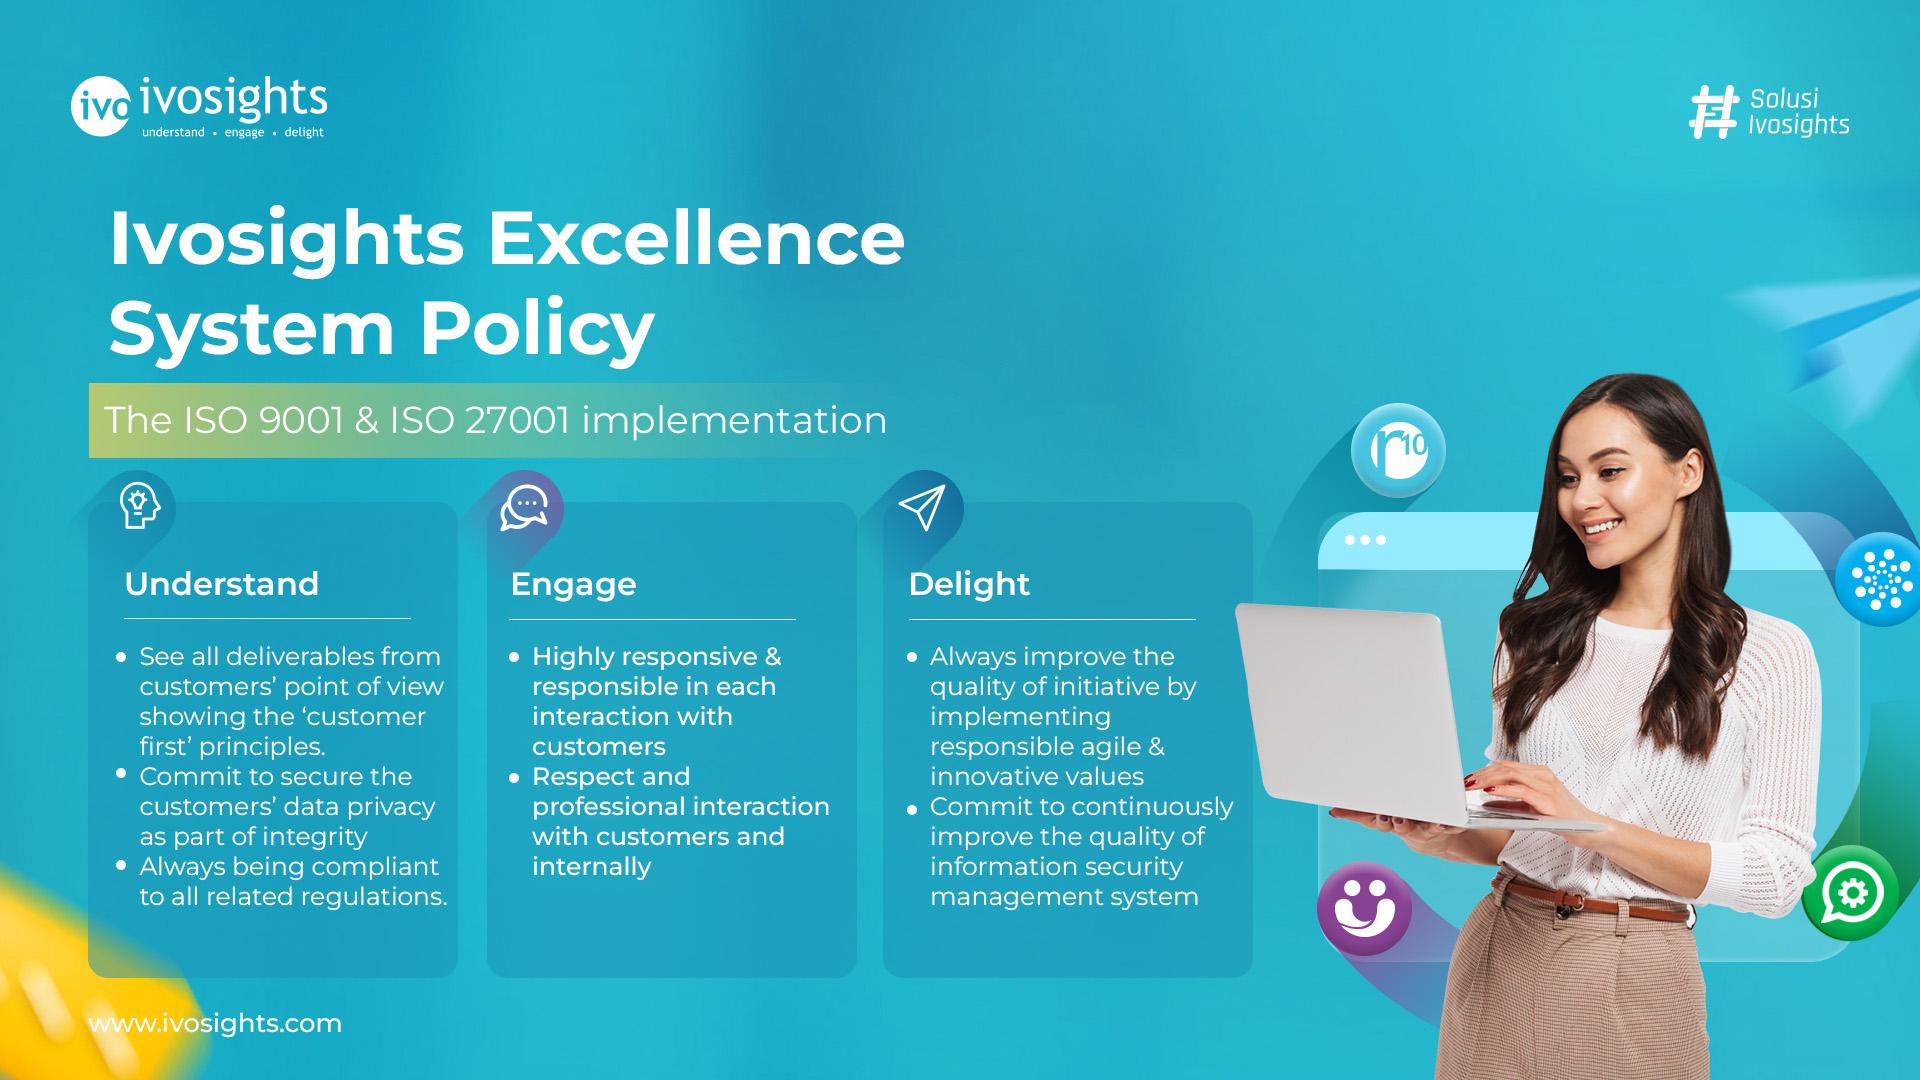 ivo ivosights
understand • engage • delight
Solusi
Ivosights
Ivosights Excellence
System Policy
The ISO 9001 & ISO 27001 implementation
Understand
• See all deliverables from
customers’ point of view
showing the ‘customer
first’ principles.
• Commit to secure the
customers’ data privacy
as part of integrity
• Always being compliant
to all related regulations.
Engage
• Highly responsive &
responsible in each
interaction with
customers
• Respect and
professional interaction
with customers and
internally
Delight
• Always improve the
quality of initiative by
implementing
responsible agile &
innovative values
• Commit to continuously
improve the quality of
information security
management system
r10
www.ivosights.com